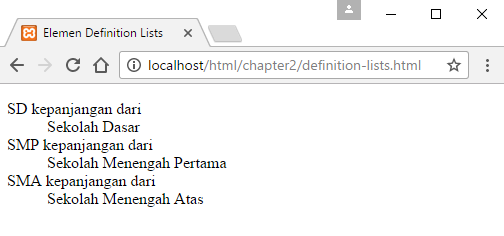 Elemen Definition Lists
localhost/html/chapter2/definition-lists.html
SD kepanjangan dari
Sekolah Dasar
SMP kepanjangan dari
Sekolah Menengah Pertama
SMA kepanjangan dari
Sekolah Menengah Atas